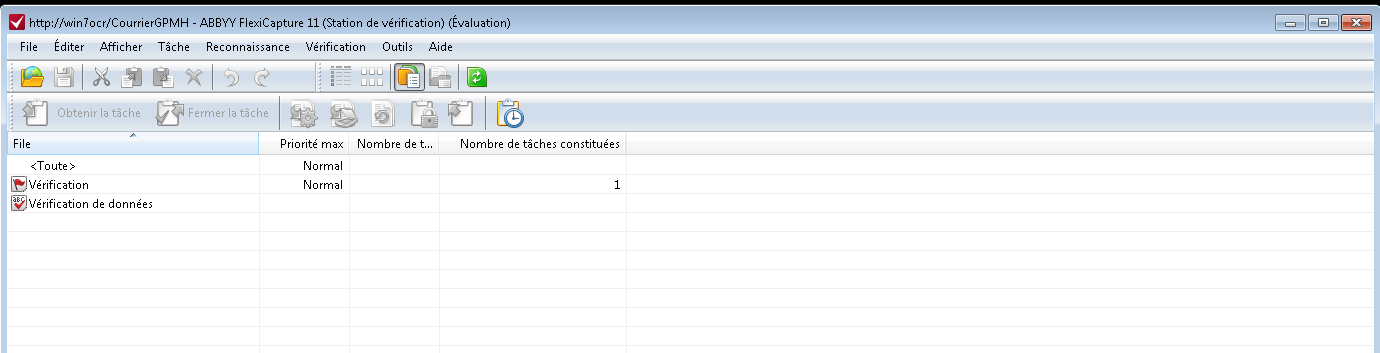 http://win7ocr/CourrierGPMH - ABBYY FlexiCapture 11 (Station de vérification) (Évaluation)
File Éditer Afficher Tâche Reconnaissance Vérification Outils Aide
Obtenir la tâche Fermer la tâche
File Priorité max Nombre de t... Nombre de tâches constituées
<Toute> Normal
Vérification Normal 1
ABC Vérification de données